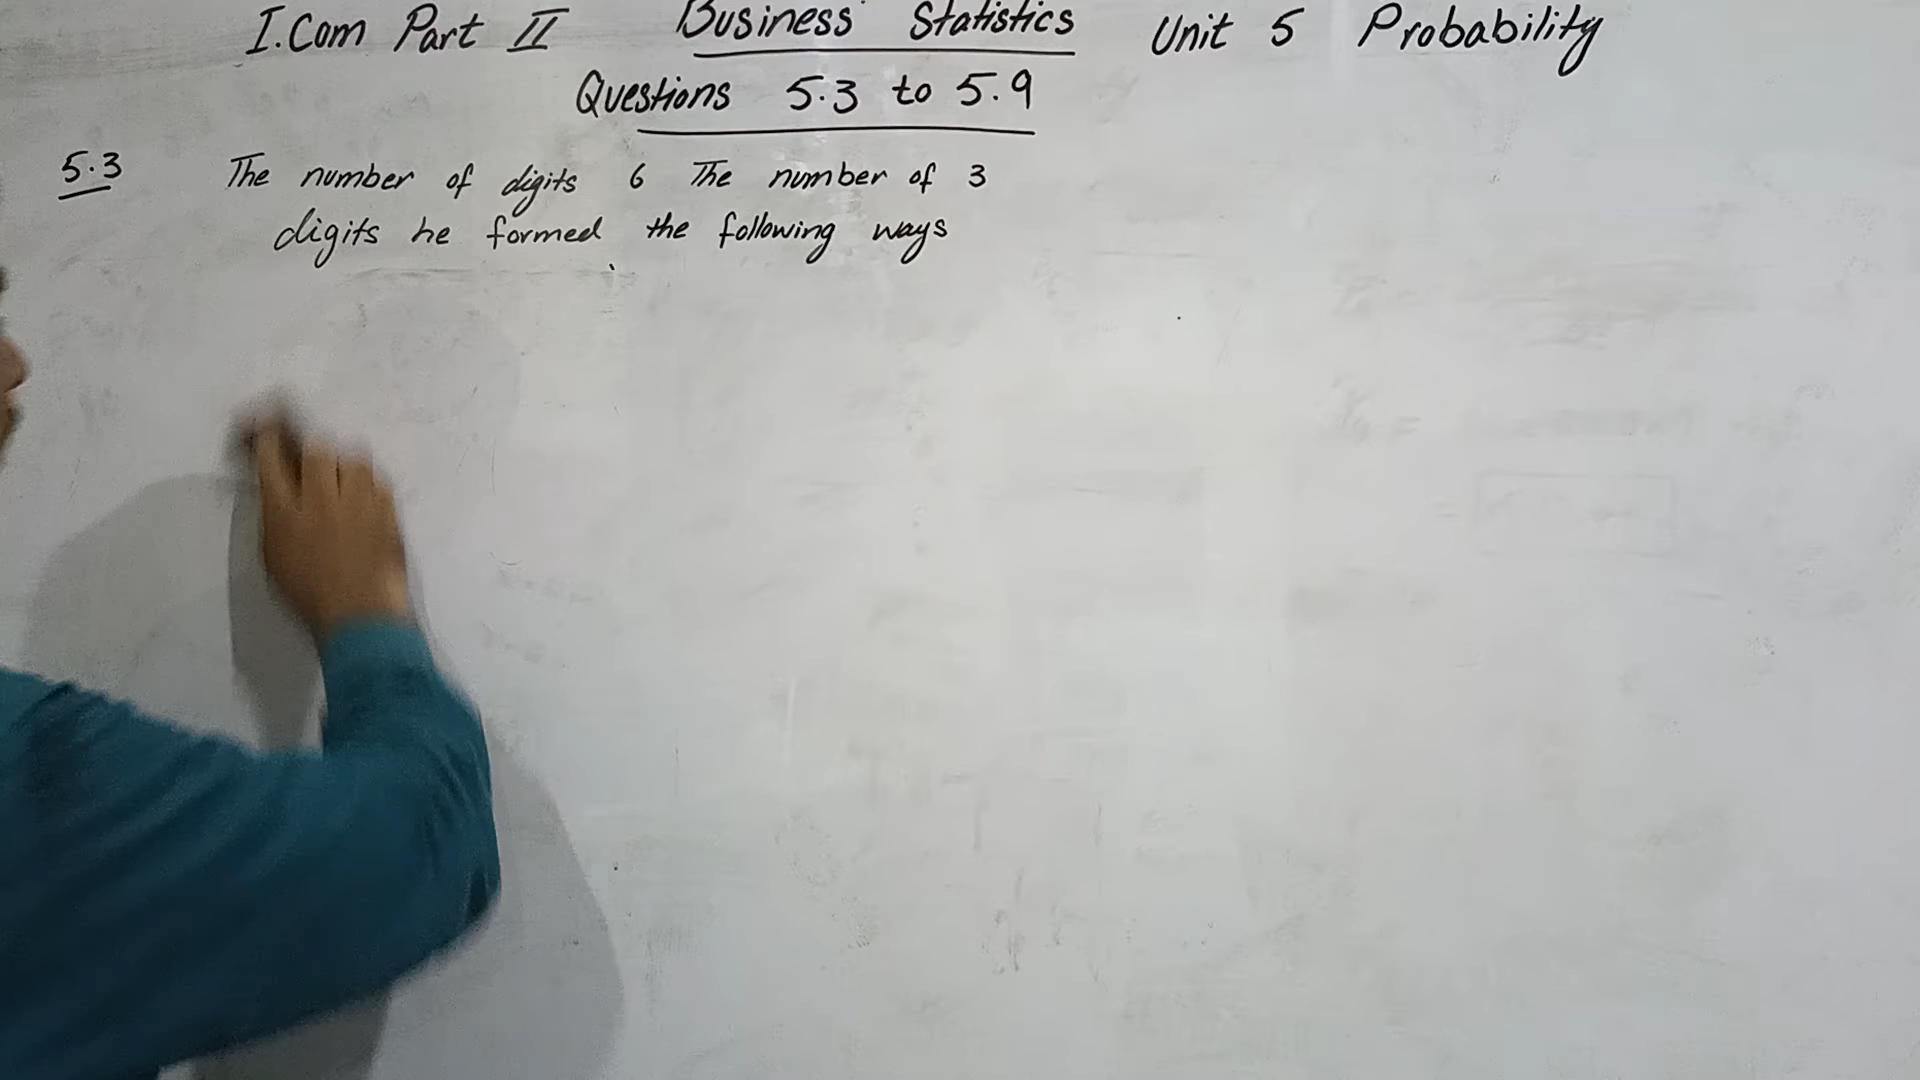 I.Com Part II Business Statistics Unit 5 Probability
Questions 5.3 to 5.9
5.3 The number of digits 6 The number of 3
digits he formed the following ways